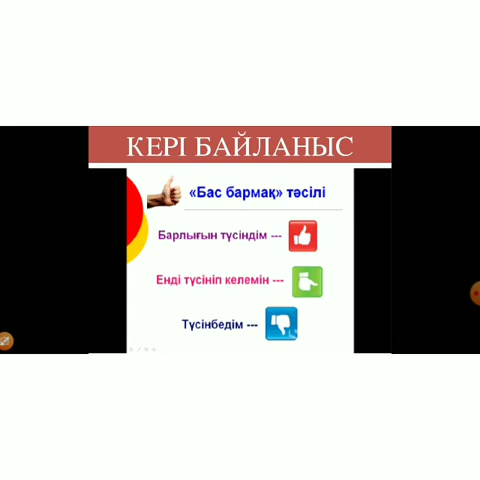 КЕРІ БАЙЛАНЫС
«Бас бармақ» тәсілі
Барлығын түсіндім ---
Енді түсініп келемін ---
Түсінбедім ---